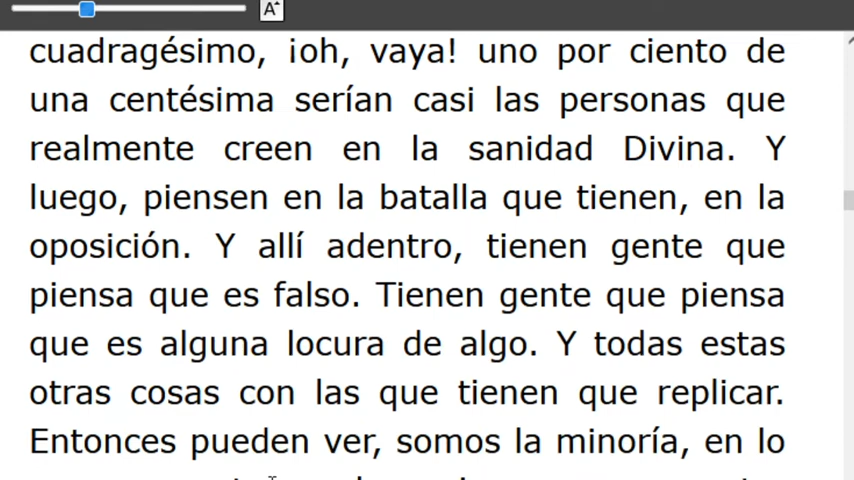 A
cuadragésimo, ¡oh, vaya! uno por ciento de
una centésima serían casi las personas que
realmente creen en la sanidad Divina. Y
luego, piensen en la batalla que tienen, en la
oposición. Y allí adentro, tienen gente que
piensa que es falso. Tienen gente que piensa
que es alguna locura de algo. Y todas estas
otras cosas con las que tienen que replicar.
Entonces pueden ver, somos la minoría, en lo